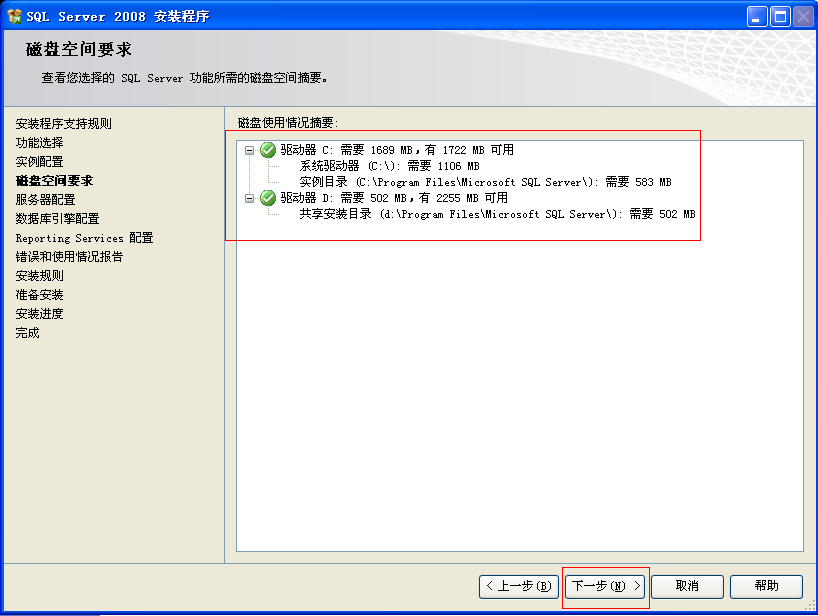 SQL Server 2008 安装程序
磁盘空间要求
查看您选择的 SQL Server 功能所需的磁盘空间摘要。
安装程序支持规则
功能选择
实例配置
磁盘空间要求
服务器配置
数据库引擎配置
Reporting Services 配置
错误和使用情况报告
安装规则
准备安装
安装进度
完成
磁盘使用情况摘要:
驱动器 C: 需要 1689 MB，有 1722 MB 可用
系统驱动器 (C:\): 需要 1106 MB
实例目录 (C:\Program Files\Microsoft SQL Server\): 需要 583 MB
驱动器 D: 需要 502 MB，有 2255 MB 可用
共享安装目录 (d:\Program Files\Microsoft SQL Server\): 需要 502 MB
< 上一步(B) 下一步(N) > 取消 帮助